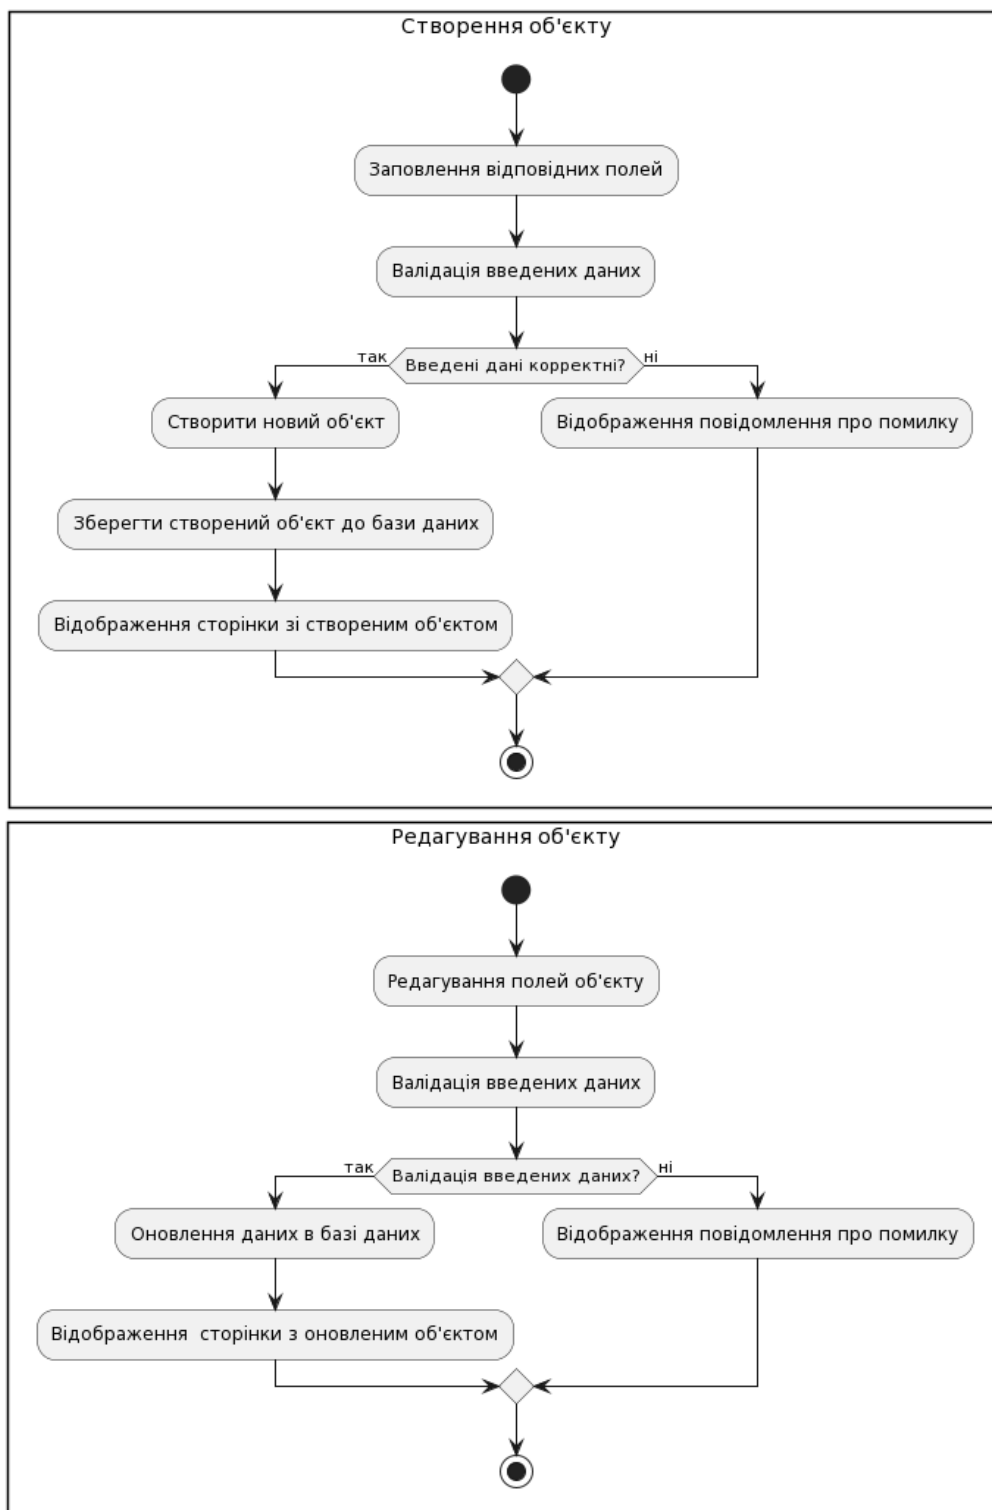 Створення об'єкту
Заповлення відповідних полей
Валідація введених даних
так
Введені дані корректні?
ні
Створити новий об'єкт
Відображення повідомлення про помилку
Зберегти створений об'єкт до бази даних
Відображення сторінки зі створеним об'єктом
Редагування об'єкту
Редагування полей об'єкту
Валідація введених даних
так
Валідація введених даних?
ні
Оновлення даних в базі даних
Відображення повідомлення про помилку
Відображення  сторінки з оновленим об'єктом